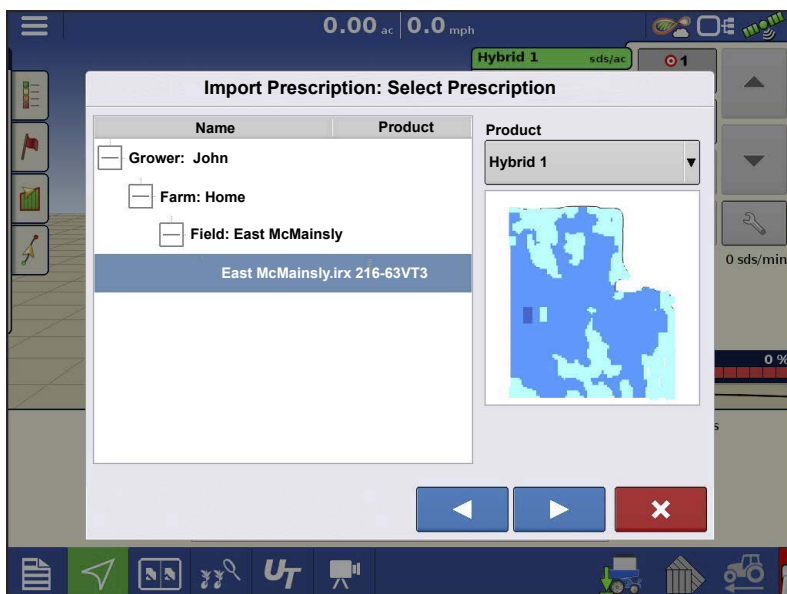 0.00 ac 0.0 mph
Hybrid 1 sds/ac
1
Import Prescription: Select Prescription
Name Product
Grower: John
Farm: Home
Field: East McMainsly
East McMainsly.irx 216-63VT3
Product
Hybrid 1
0 sds/min
0 %
s
UT